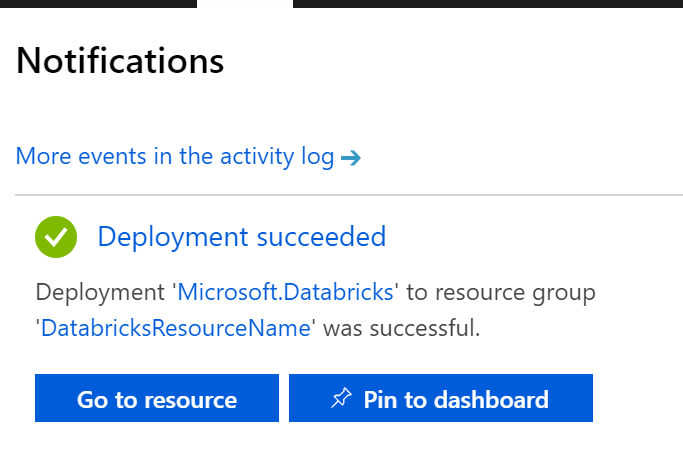 Notifications
More events in the activity log
Deployment succeeded
Deployment 'Microsoft.Databricks' to resource group
'DatabricksResourceName' was successful.
Go to resource
Pin to dashboard